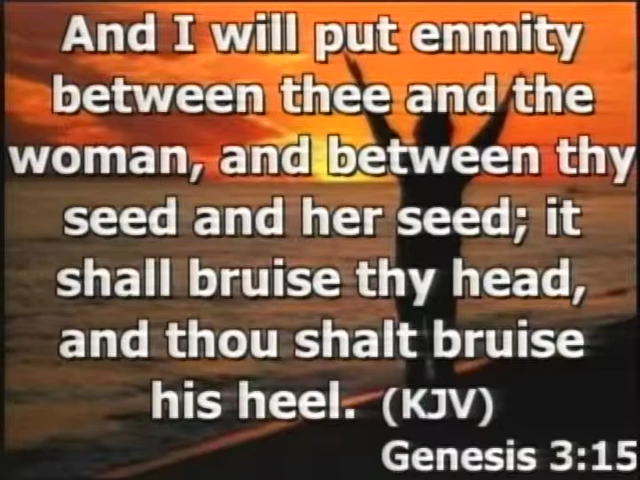 And I will put enmity
between thee and the
woman, and between thy
seed and her seed; it
shall bruise thy head,
and thou shalt bruise
his heel. (KJV)
Genesis 3:15